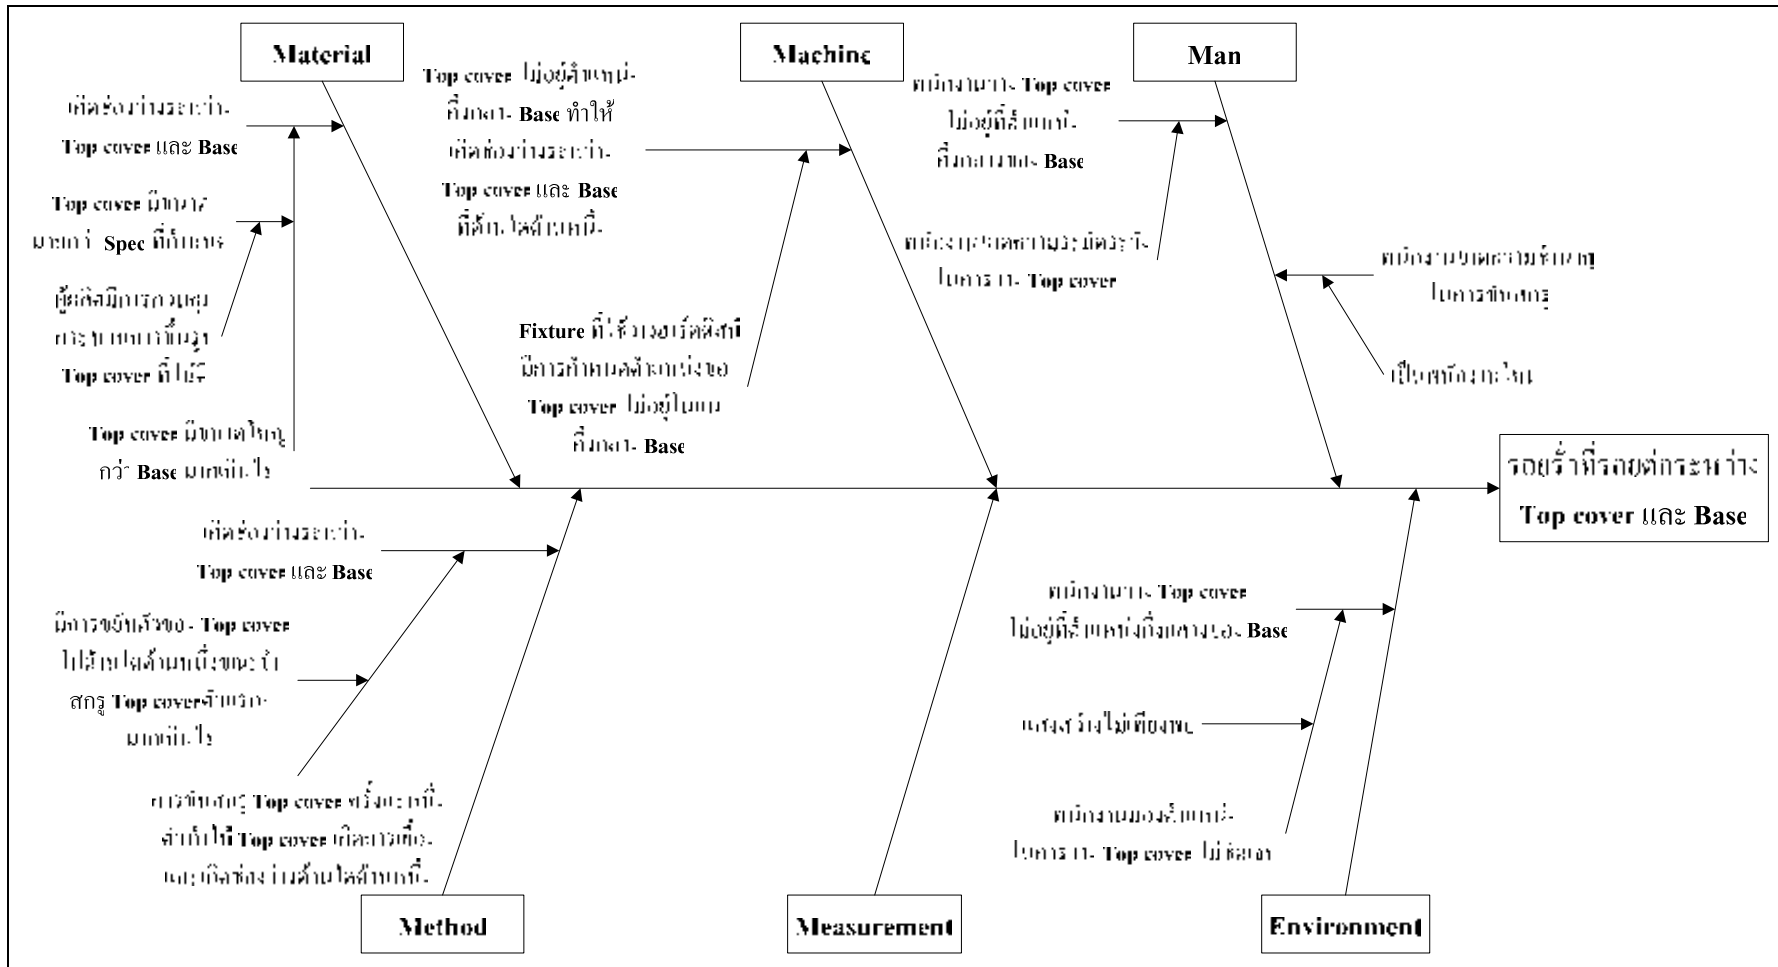 Material
Machine
Man
เกิดช่องว่างระหว่าง
Top cover และ Base
Top cover มีขนาด
มากกว่า Spec ที่กำหนด
ผู้ผลิตมีการควบคุม
กระบวนการขึ้นรูป
Top cover ที่ไม่ดี
Top cover มีขนาดใหญ่
กว่า Base มากเกินไป
Top cover ไม่อยู่ตำแหน่ง
กึ่งกลาง Base ทำให้
เกิดช่องว่างระหว่าง
Top cover และ Base
ที่ด้านใดด้านหนึ่ง
Fixture ที่ใช้วางฮาร์ดดิสก์
มีการกำหนดตำแหน่งของ
Top cover ไม่อยู่ใน
กึ่งกลาง Base
พนักงานวาง Top cover
ไม่อยู่ที่ตำแหน่ง
กึ่งกลางของ Base
พนักงานขาดความระมัดระวัง
ในการวาง Top cover
พนักงานขาดความชำนาญ
ในการขันสกรู
เป็นพนักงานใหม่
รอยรั่วที่รอยต่อระหว่าง
Top cover และ Base
เกิดช่องว่างระหว่าง
Top cover และ Base
มีการขยับตัวของ Top cover
ไปด้านใดด้านหนึ่งขณะ
สกรู Top cover ตัวแรก
มากเกินไป
การขันสกรู Top cover ครั้งละหนึ่ง
ตัวทำให้ Top cover เกิดการเยื้อง
และเกิดช่องว่างด้านใดด้านหนึ่ง
พนักงานวาง Top cover
ไม่อยู่ที่ตำแหน่งกึ่งกลางของ Base
แสงสว่างไม่เพียงพอ
พนักงานมองตำแหน่ง
ในการวาง Top cover ไม่ชัดเจน
Method
Measurement
Environment